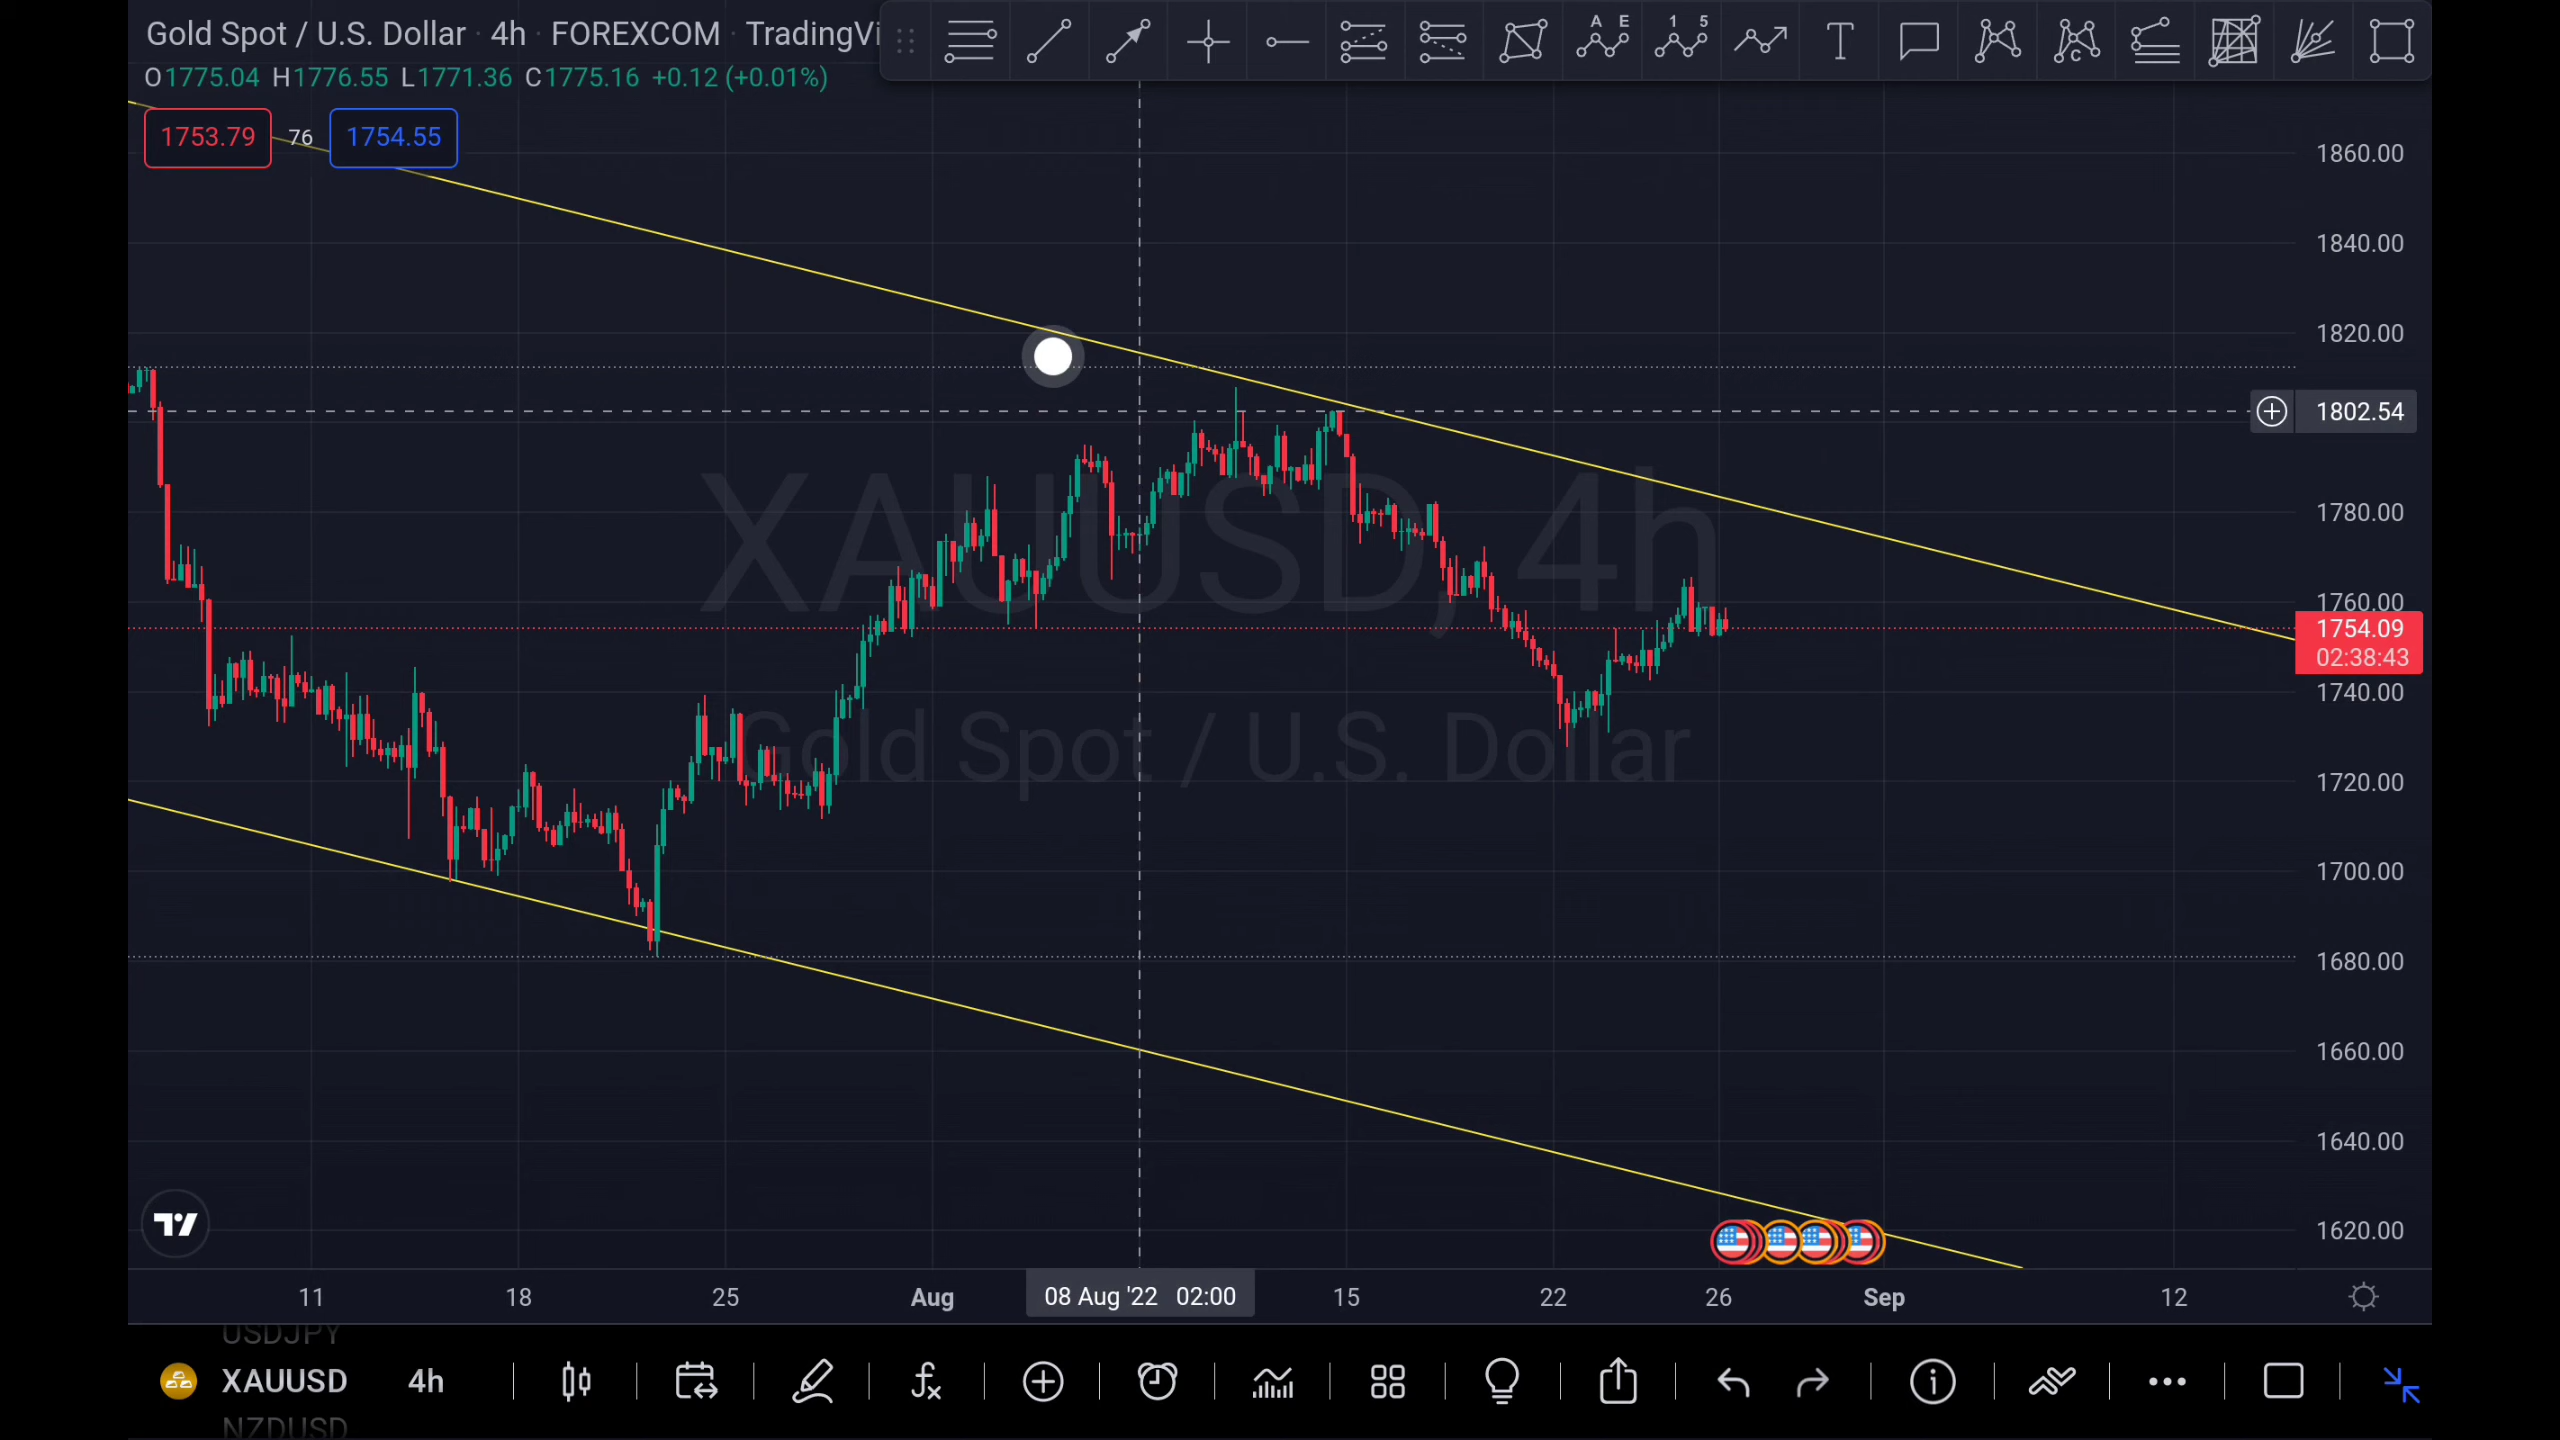 Gold Spot / U.S. Dollar · 4h · FOREXCOM · TradingVi
O1775.04 H1776.55 L1771.36 C1775.16 +0.12 (+0.01%)
1753.79 76 1754.55
A E
1 5
T
C
1860.00
1840.00
1820.00
1802.54
1780.00
1760.00
1754.09
02:38:43
1740.00
1720.00
1700.00
1680.00
1660.00
1640.00
1620.00
XAUUSD, 4h
Gold Spot / U.S. Dollar
11 18 25 Aug 08 Aug '22 02:00 15 22 26 Sep 12
USDJPY
XAUUSD 4h
NZDUSD